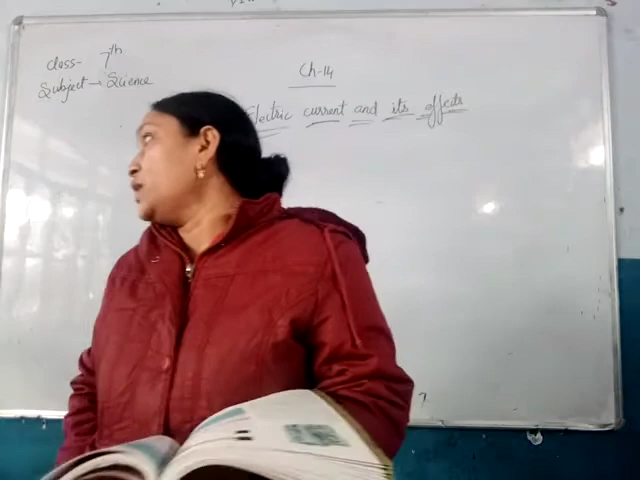 class- 7th
Subject → Science
Ch-14
Electric current and its effects